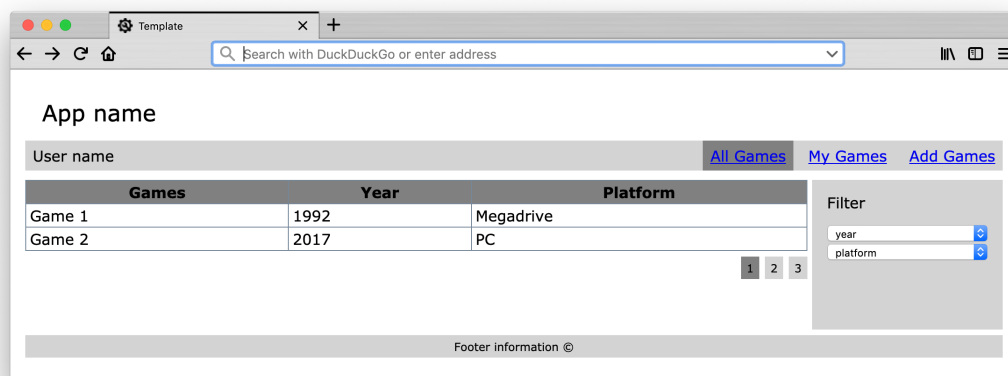 Template
Search with DuckDuckGo or enter address
App name
User name All Games My Games Add Games
Games Year Platform
Game 1 1992 Megadrive
Game 2 2017 PC
1 2 3
Filter
year
platform
Footer information ©